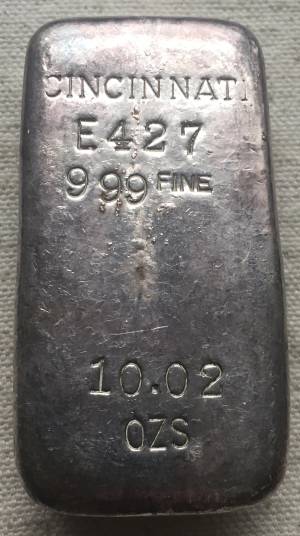 CINCINNATI
E427
999 FINE
10.02
OZS